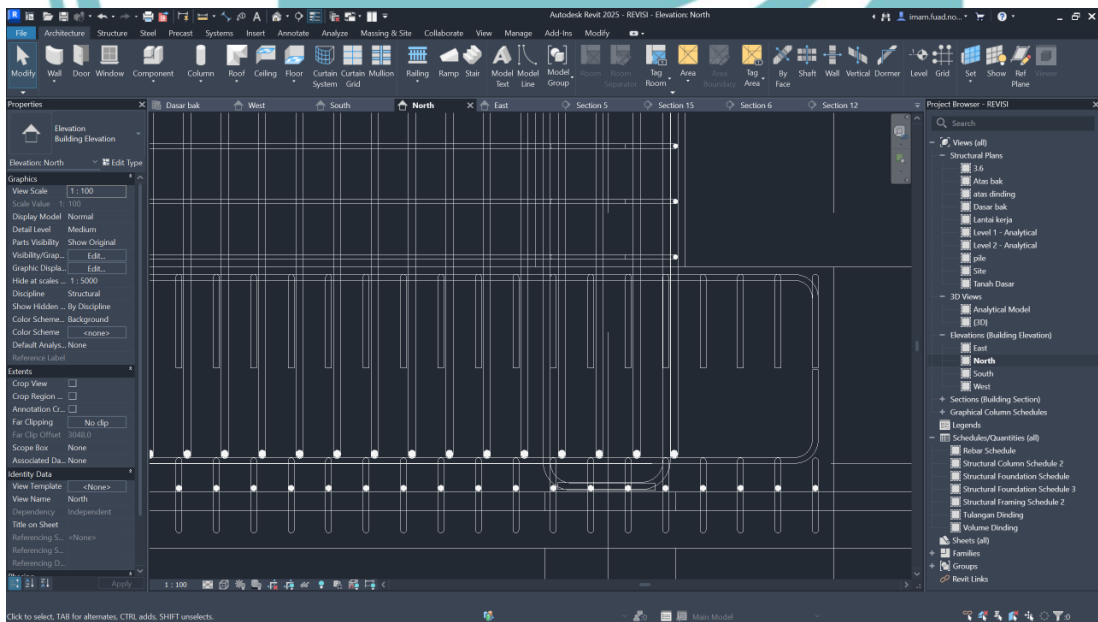 Autodesk Revit 2025 - REVISI - Elevation: North
imam.fuad.no...
File Architecture Structure Steel Precast Systems Insert Annotate Analyze Massing & Site Collaborate View Manage Add-Ins Modify
Modify Wall Door Window Component Column Roof Ceiling Floor Curtain System Curtain Grid Mullion Railing Ramp Stair Model Text Model Line Model Group Room Room Separator Tag Room Area Area Boundary Tag Area By Face Shaft Wall Vertical Dormer Level Grid Set Show Ref Plane Viewer
Properties
Dasar bak West South North East Section 5 Section 15 Section 6 Section 12
Project Browser - REVISI
Elevation
Building Elevation
Elevation: North Edit Type
Graphics
View Scale 1 : 100
Scale Value 1: 100
Display Model Normal
Detail Level Medium
Parts Visibility Show Original
Visibility/Grap... Edit...
Graphic Displa... Edit...
Hide at scales ... 1 : 5000
Discipline Structural
Show Hidden ... By Discipline
Color Scheme... Background
Color Scheme <none>
Default Analys... None
Reference Label
Extents
Crop View
Crop Region ...
Annotation Cr...
Far Clipping No clip
Far Clip Offset 3048.0
Scope Box None
Associated Da... None
Identity Data
View Template <None>
View Name North
Dependency Independent
Title on Sheet
Referencing S... <None>
Referencing S...
Referencing D...
Apply
1 : 100
Search
Views (all)
Structural Plans
3.6
Atas bak
atas dinding
Dasar bak
Lantai kerja
Level 1 - Analytical
Level 2 - Analytical
pile
Site
Tanah Dasar
3D Views
Analytical Model
{3D}
Elevations (Building Elevation)
East
North
South
West
Sections (Building Section)
Graphical Column Schedules
Legends
Schedules/Quantities (all)
Rebar Schedule
Structural Column Schedule 2
Structural Foundation Schedule
Structural Foundation Schedule 3
Structural Framing Schedule 2
Tulangan Dinding
Volume Dinding
Sheets (all)
Families
Groups
Revit Links
Click to select, TAB for alternates, CTRL adds, SHIFT unselects.
:0
Main Model
:0